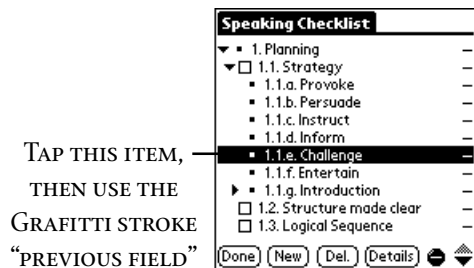 Speaking Checklist
1. Planning
1.1. Strategy
1.1.a. Provoke
1.1.b. Persuade
1.1.c. Instruct
1.1.d. Inform
1.1.e. Challenge
1.1.f. Entertain
1.1.g. Introduction
1.2. Structure made clear
1.3. Logical Sequence
Done New Del. Details
Tap this item,
then use the
Grafitti stroke
“previous field”